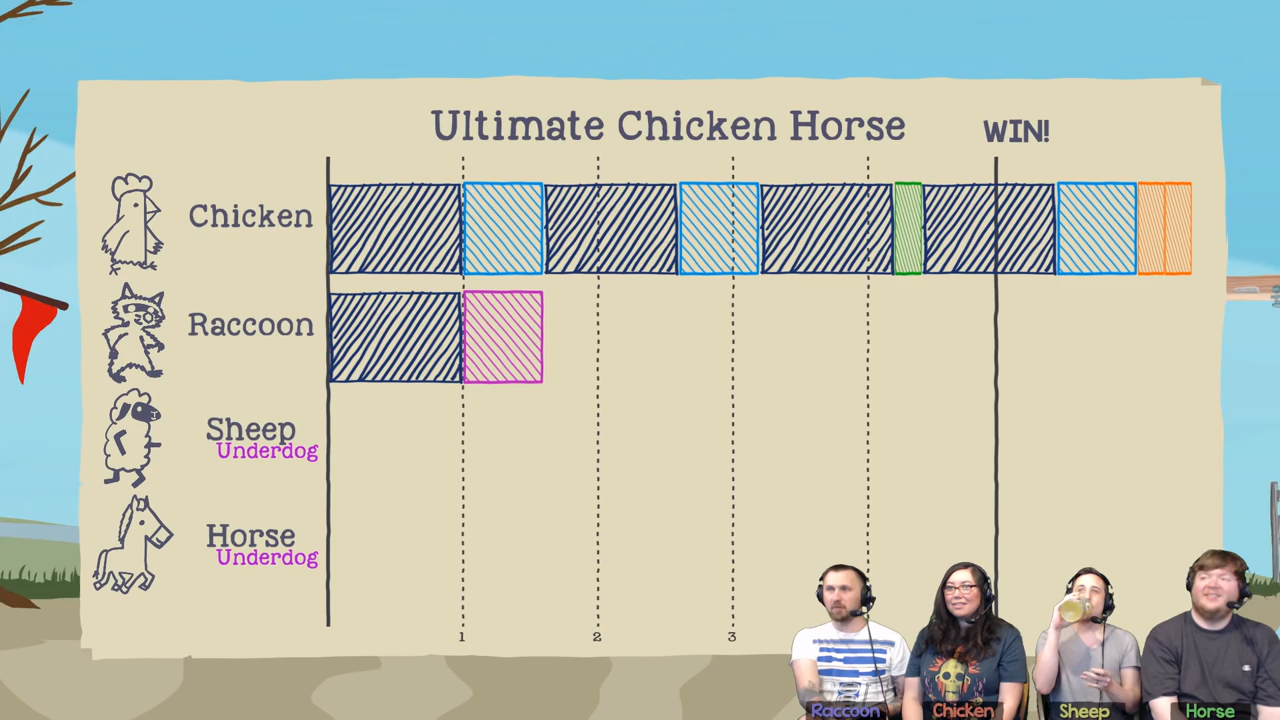 Ultimate Chicken Horse
WIN!
Chicken
Raccoon
Sheep
Underdog
Horse
Underdog
1
2
3
Raccoon
Chicken
Sheep
Horse